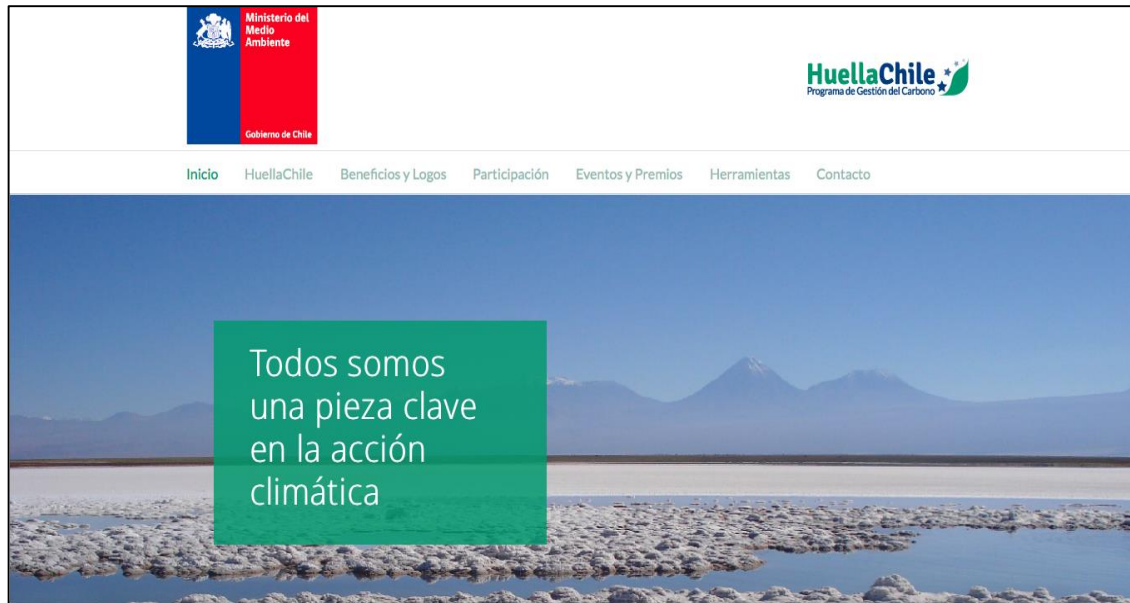 Ministerio del
Medio
Ambiente
Gobierno de Chile
HuellaChile
Programa de Gestión del Carbono
Inicio HuellaChile Beneficios y Logos Participación Eventos y Premios Herramientas Contacto
Todos somos
una pieza clave
en la acción
climática